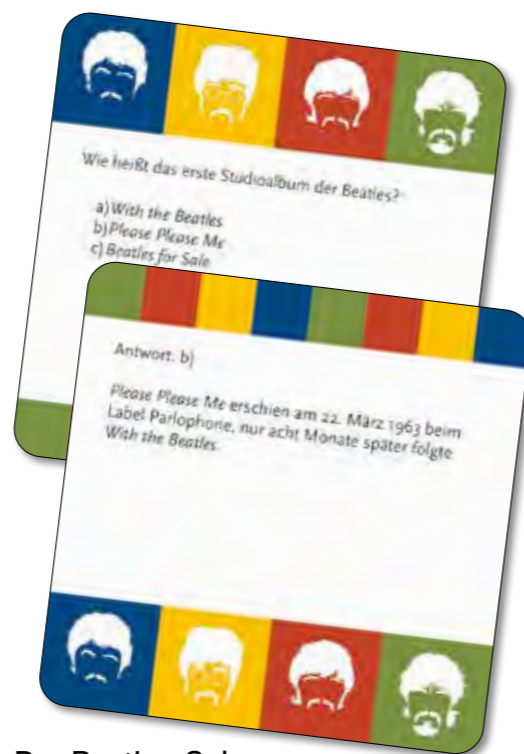 Wie heißt das erste Studioalbum der Beatles?
a) With the Beatles
b) Please Please Me
c) Beatles for Sale
Antwort: b)
Please Please Me erschien am 22. März 1963 beim
Label Parlophone, nur acht Monate später folgte
With the Beatles.